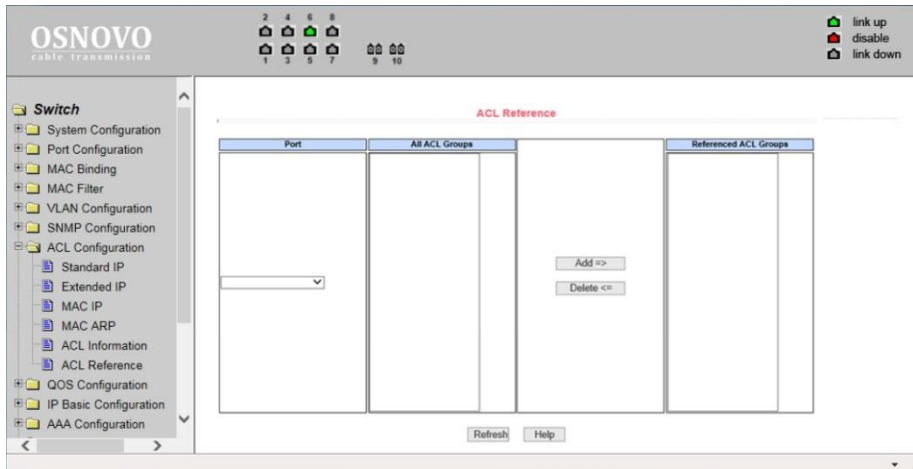 OSNOVO
cable transmission
2 4 6 8
1 3 5 7 9 10
link up
disable
link down
Switch
System Configuration
Port Configuration
MAC Binding
MAC Filter
VLAN Configuration
SNMP Configuration
ACL Configuration
Standard IP
Extended IP
MAC IP
MAC ARP
ACL Information
ACL Reference
QOS Configuration
IP Basic Configuration
AAA Configuration
ACL Reference
Port
All ACL Groups
Referenced ACL Groups
Add =>
Delete <=
Refresh
Help